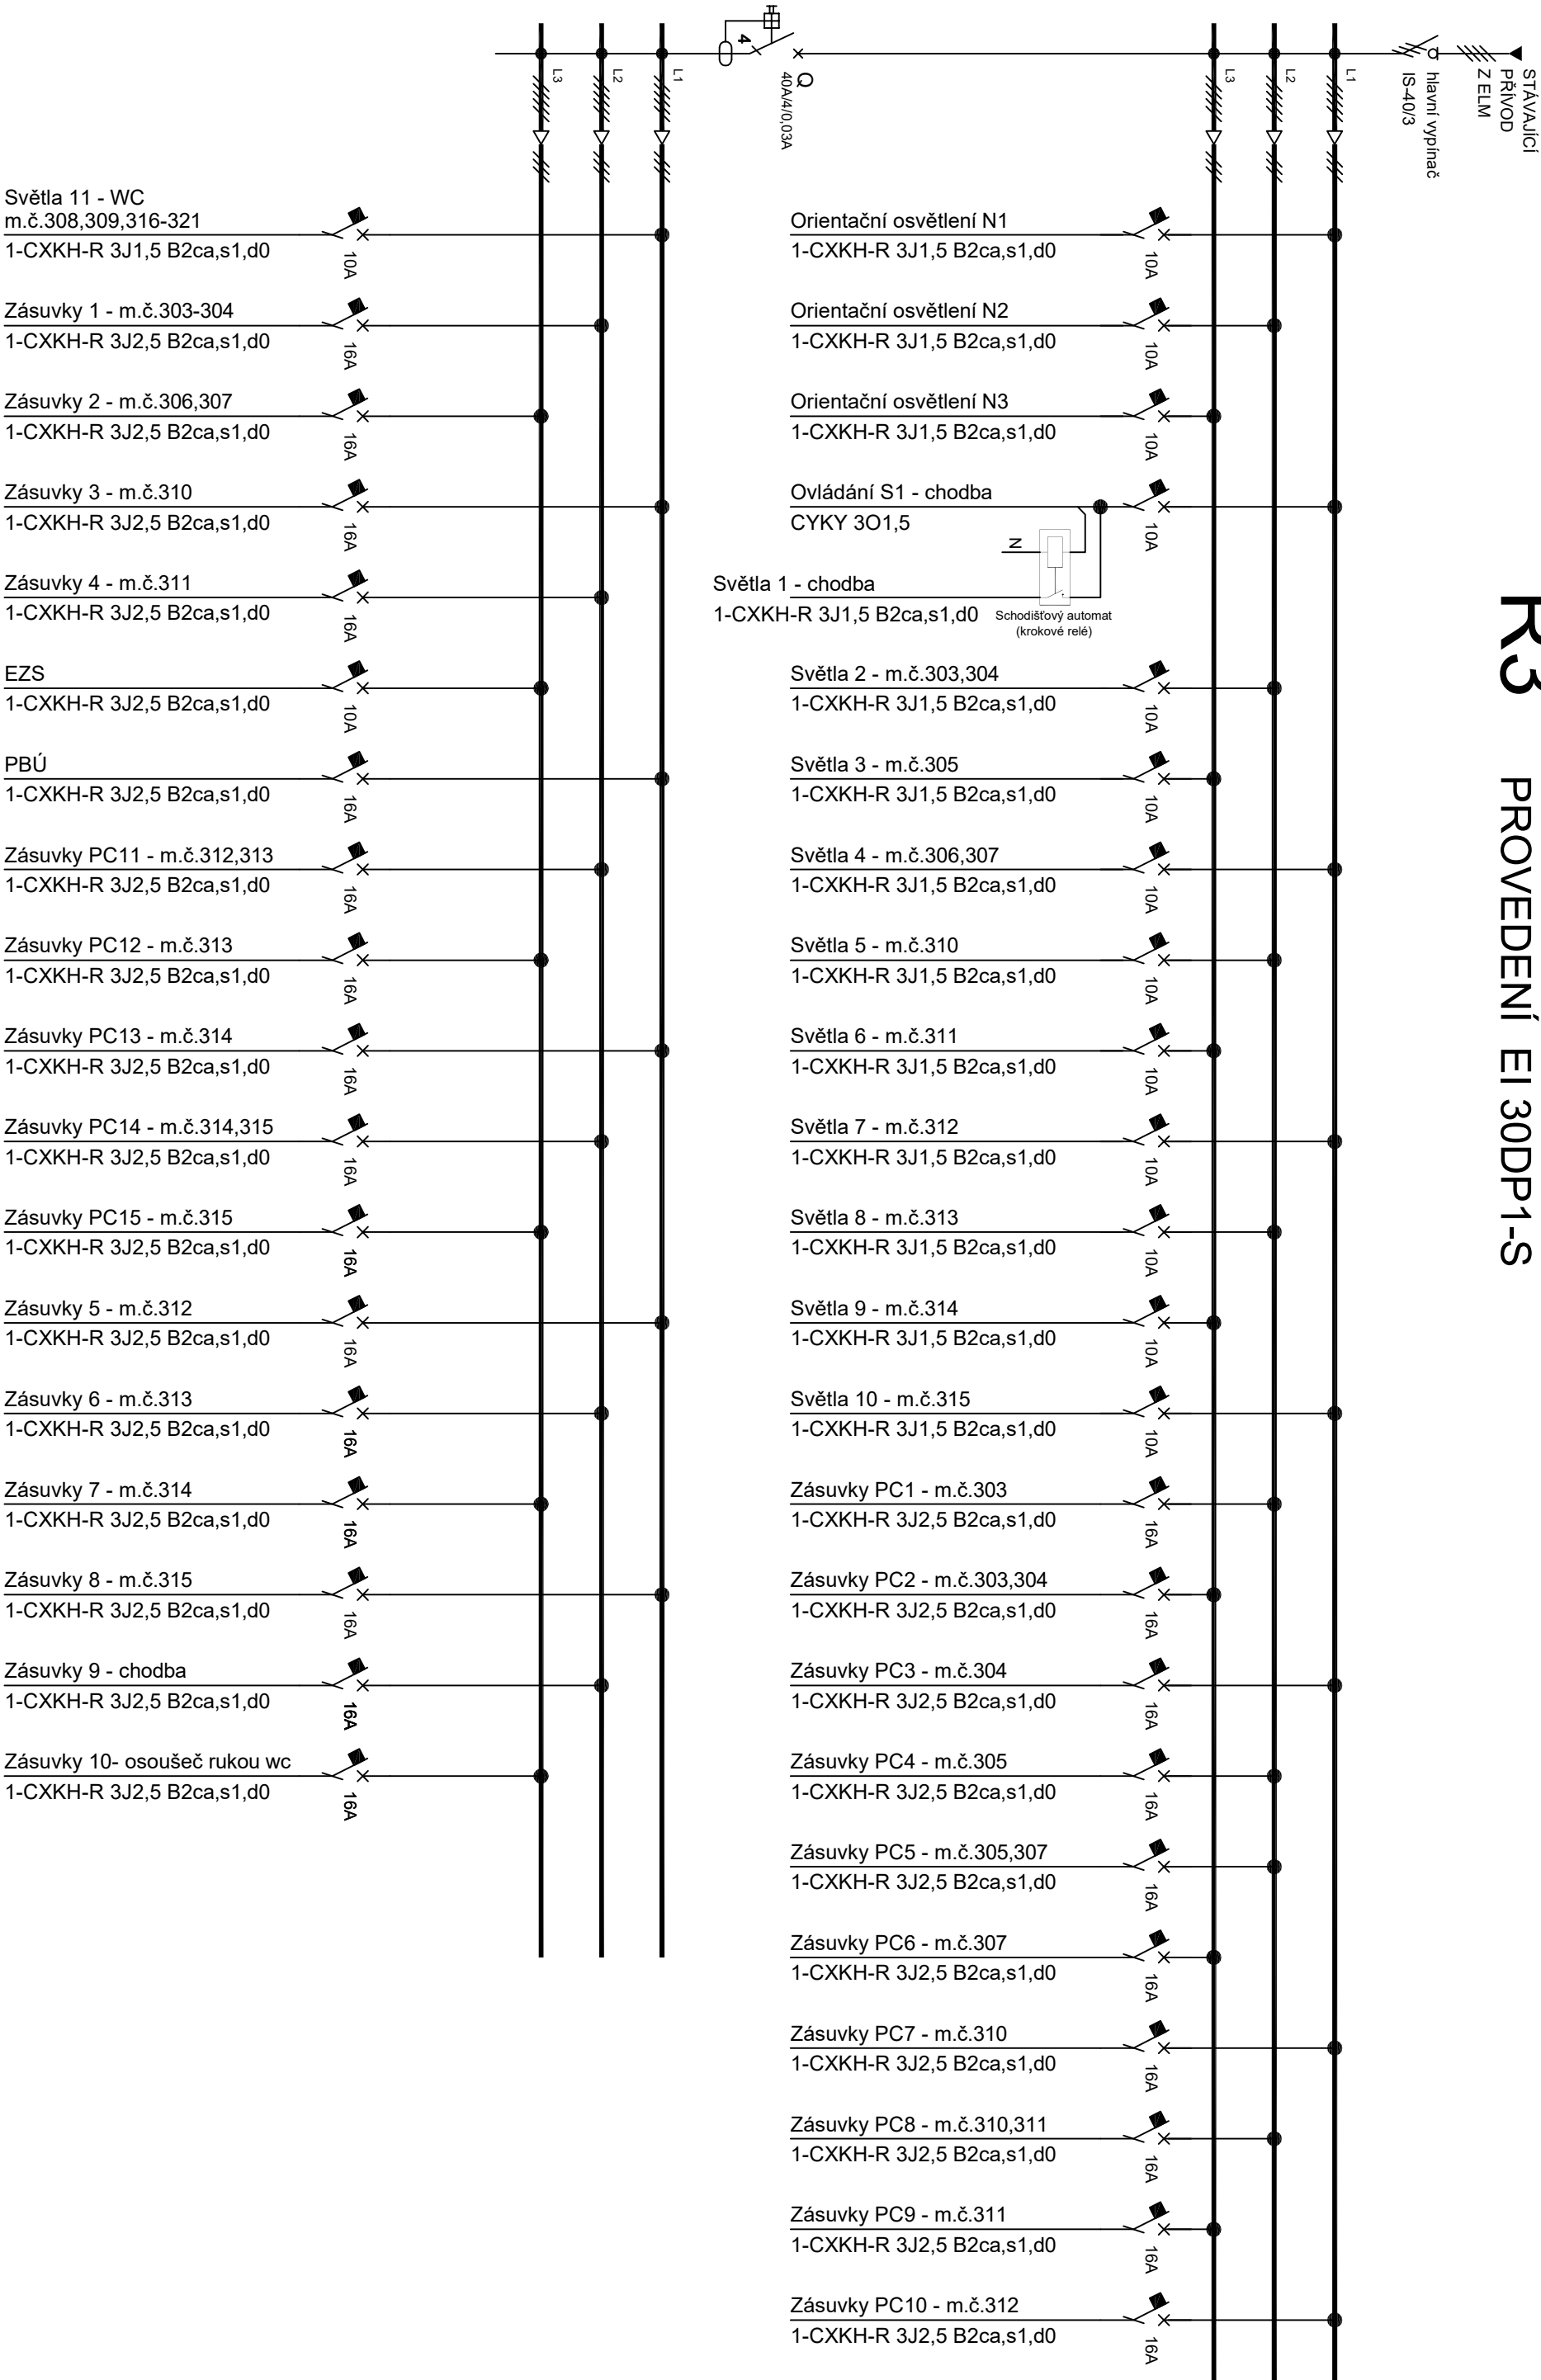 R3 PROVEDENÍ EI 30DP1-S
STÁVAJÍCÍ
PŘÍVOD
Z ELM
hlavní vypínač
IS-40/3
L1
L2
L3
Q
40A/4/0,03A
4
L1
L2
L3
Světla 11 - WC
m.č.308,309,316-321
1-CXKH-R 3J1,5 B2ca,s1,d0
10A
Zásuvky 1 - m.č.303-304
1-CXKH-R 3J2,5 B2ca,s1,d0
16A
Zásuvky 2 - m.č.306,307
1-CXKH-R 3J2,5 B2ca,s1,d0
16A
Zásuvky 3 - m.č.310
1-CXKH-R 3J2,5 B2ca,s1,d0
16A
Zásuvky 4 - m.č.311
1-CXKH-R 3J2,5 B2ca,s1,d0
16A
EZS
1-CXKH-R 3J2,5 B2ca,s1,d0
10A
PBÚ
1-CXKH-R 3J2,5 B2ca,s1,d0
16A
Zásuvky PC11 - m.č.312,313
1-CXKH-R 3J2,5 B2ca,s1,d0
16A
Zásuvky PC12 - m.č.313
1-CXKH-R 3J2,5 B2ca,s1,d0
16A
Zásuvky PC13 - m.č.314
1-CXKH-R 3J2,5 B2ca,s1,d0
16A
Zásuvky PC14 - m.č.314,315
1-CXKH-R 3J2,5 B2ca,s1,d0
16A
Zásuvky PC15 - m.č.315
1-CXKH-R 3J2,5 B2ca,s1,d0
16A
Zásuvky 5 - m.č.312
1-CXKH-R 3J2,5 B2ca,s1,d0
16A
Zásuvky 6 - m.č.313
1-CXKH-R 3J2,5 B2ca,s1,d0
16A
Zásuvky 7 - m.č.314
1-CXKH-R 3J2,5 B2ca,s1,d0
16A
Zásuvky 8 - m.č.315
1-CXKH-R 3J2,5 B2ca,s1,d0
16A
Zásuvky 9 - chodba
1-CXKH-R 3J2,5 B2ca,s1,d0
16A
Zásuvky 10- osoušeč rukou wc
1-CXKH-R 3J2,5 B2ca,s1,d0
16A
Orientační osvětlení N1
1-CXKH-R 3J1,5 B2ca,s1,d0
10A
Orientační osvětlení N2
1-CXKH-R 3J1,5 B2ca,s1,d0
10A
Orientační osvětlení N3
1-CXKH-R 3J1,5 B2ca,s1,d0
10A
Ovládání S1 - chodba
CYKY 3O1,5
10A
N
Světla 1 - chodba
1-CXKH-R 3J1,5 B2ca,s1,d0
Schodišťový automat
(krokové relé)
Světla 2 - m.č.303,304
1-CXKH-R 3J1,5 B2ca,s1,d0
10A
Světla 3 - m.č.305
1-CXKH-R 3J1,5 B2ca,s1,d0
10A
Světla 4 - m.č.306,307
1-CXKH-R 3J1,5 B2ca,s1,d0
10A
Světla 5 - m.č.310
1-CXKH-R 3J1,5 B2ca,s1,d0
10A
Světla 6 - m.č.311
1-CXKH-R 3J1,5 B2ca,s1,d0
10A
Světla 7 - m.č.312
1-CXKH-R 3J1,5 B2ca,s1,d0
10A
Světla 8 - m.č.313
1-CXKH-R 3J1,5 B2ca,s1,d0
10A
Světla 9 - m.č.314
1-CXKH-R 3J1,5 B2ca,s1,d0
10A
Světla 10 - m.č.315
1-CXKH-R 3J1,5 B2ca,s1,d0
10A
Zásuvky PC1 - m.č.303
1-CXKH-R 3J2,5 B2ca,s1,d0
16A
Zásuvky PC2 - m.č.303,304
1-CXKH-R 3J2,5 B2ca,s1,d0
16A
Zásuvky PC3 - m.č.304
1-CXKH-R 3J2,5 B2ca,s1,d0
16A
Zásuvky PC4 - m.č.305
1-CXKH-R 3J2,5 B2ca,s1,d0
16A
Zásuvky PC5 - m.č.305,307
1-CXKH-R 3J2,5 B2ca,s1,d0
16A
Zásuvky PC6 - m.č.307
1-CXKH-R 3J2,5 B2ca,s1,d0
16A
Zásuvky PC7 - m.č.310
1-CXKH-R 3J2,5 B2ca,s1,d0
16A
Zásuvky PC8 - m.č.310,311
1-CXKH-R 3J2,5 B2ca,s1,d0
16A
Zásuvky PC9 - m.č.311
1-CXKH-R 3J2,5 B2ca,s1,d0
16A
Zásuvky PC10 - m.č.312
1-CXKH-R 3J2,5 B2ca,s1,d0
16A